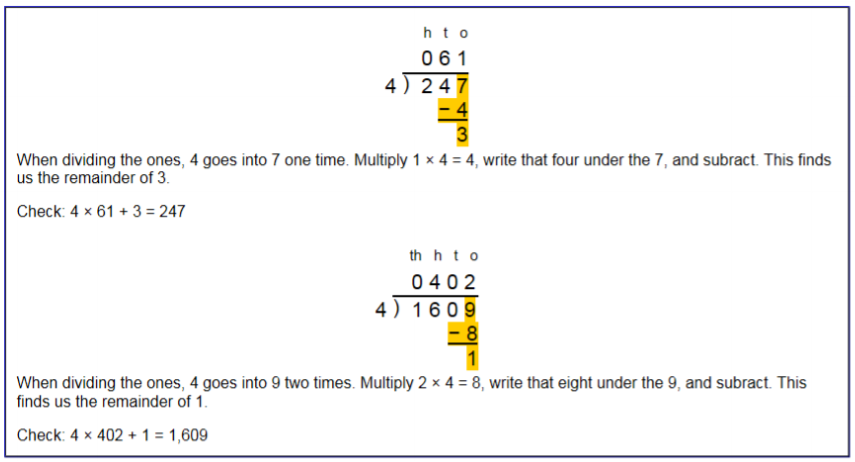 h t o
0 6 1
4 ) 2 4 7
- 4
3
When dividing the ones, 4 goes into 7 one time. Multiply 1 × 4 = 4, write that four under the 7, and subract. This finds
us the remainder of 3.
Check: 4 × 61 + 3 = 247
th h t o
0 4 0 2
4 ) 1 6 0 9
- 8
1
When dividing the ones, 4 goes into 9 two times. Multiply 2 × 4 = 8, write that eight under the 9, and subract. This
finds us the remainder of 1.
Check: 4 × 402 + 1 = 1,609